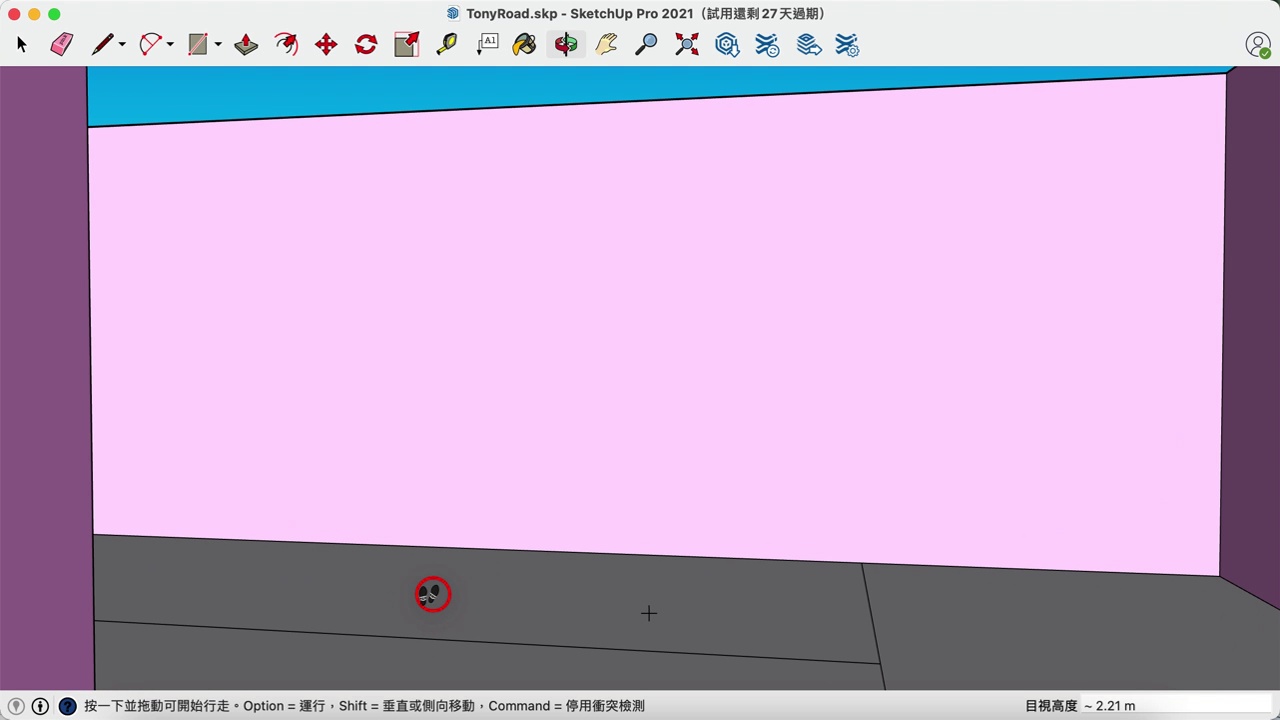 TonyRoad.skp - SketchUp Pro 2021（試用還剩 27 天過期）
A1
按一下並拖動可開始行走。Option = 運行，Shift = 垂直或側向移動，Command = 停用衝突檢測
目視高度 ~ 2.21 m